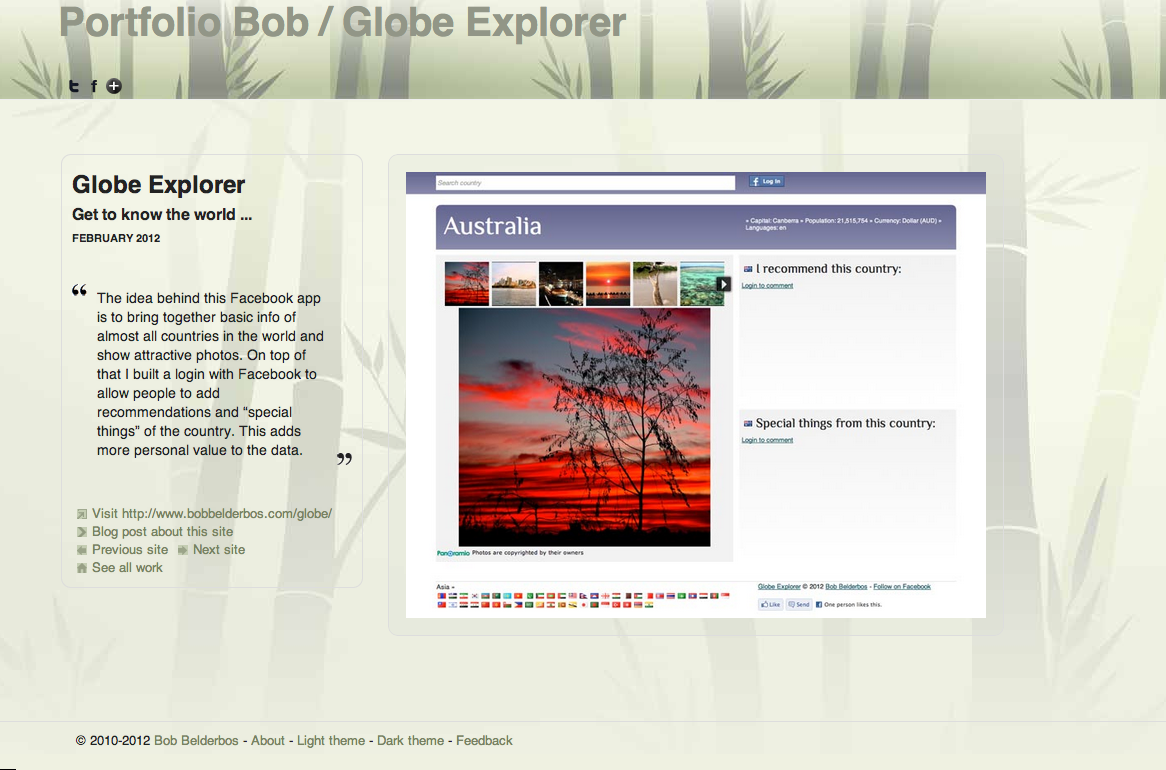 Portfolio Bob / Globe Explorer
Globe Explorer
Get to know the world ...
FEBRUARY 2012
“ The idea behind this Facebook app
is to bring together basic info of
almost all countries in the world and
show attractive photos. On top of
that I built a login with Facebook to
allow people to add
recommendations and “special
things” of the country. This adds
more personal value to the data. ”
Visit http://www.bobbelderbos.com/globe/
Blog post about this site
Previous site Next site
See all work
Search country
f Log In
Australia
» Capital: Canberra » Population: 21,515,754 » Currency: Dollar (AUD) »
Languages: en
I recommend this country:
Login to comment
Special things from this country:
Login to comment
Panoramio Photos are copyrighted by their owners
Asia »
Globe Explorer © 2012 Bob Belderbos - Follow on Facebook
Like Send One person likes this.
© 2010-2012 Bob Belderbos - About - Light theme - Dark theme - Feedback